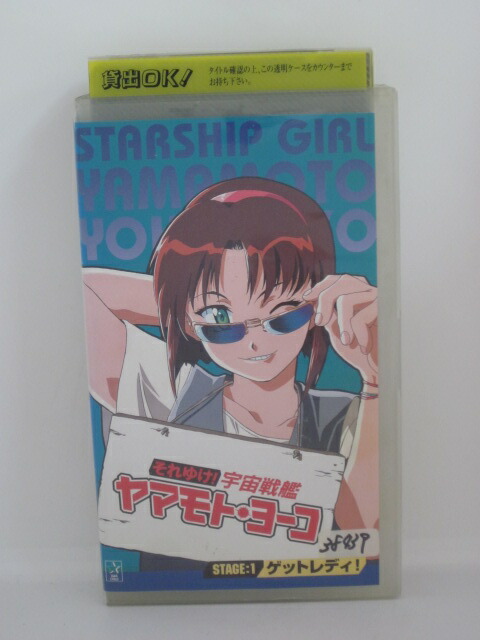 貸出OK!
タイトル確認の上、この透明ケースをカウンターまで
お持ち下さい。
STARSHIP GIRL
YAMAMOTO
YO KO
それゆけ!宇宙戦艦
ヤマモト・ヨーコ
38939
STAGE:1 ゲットレディ!